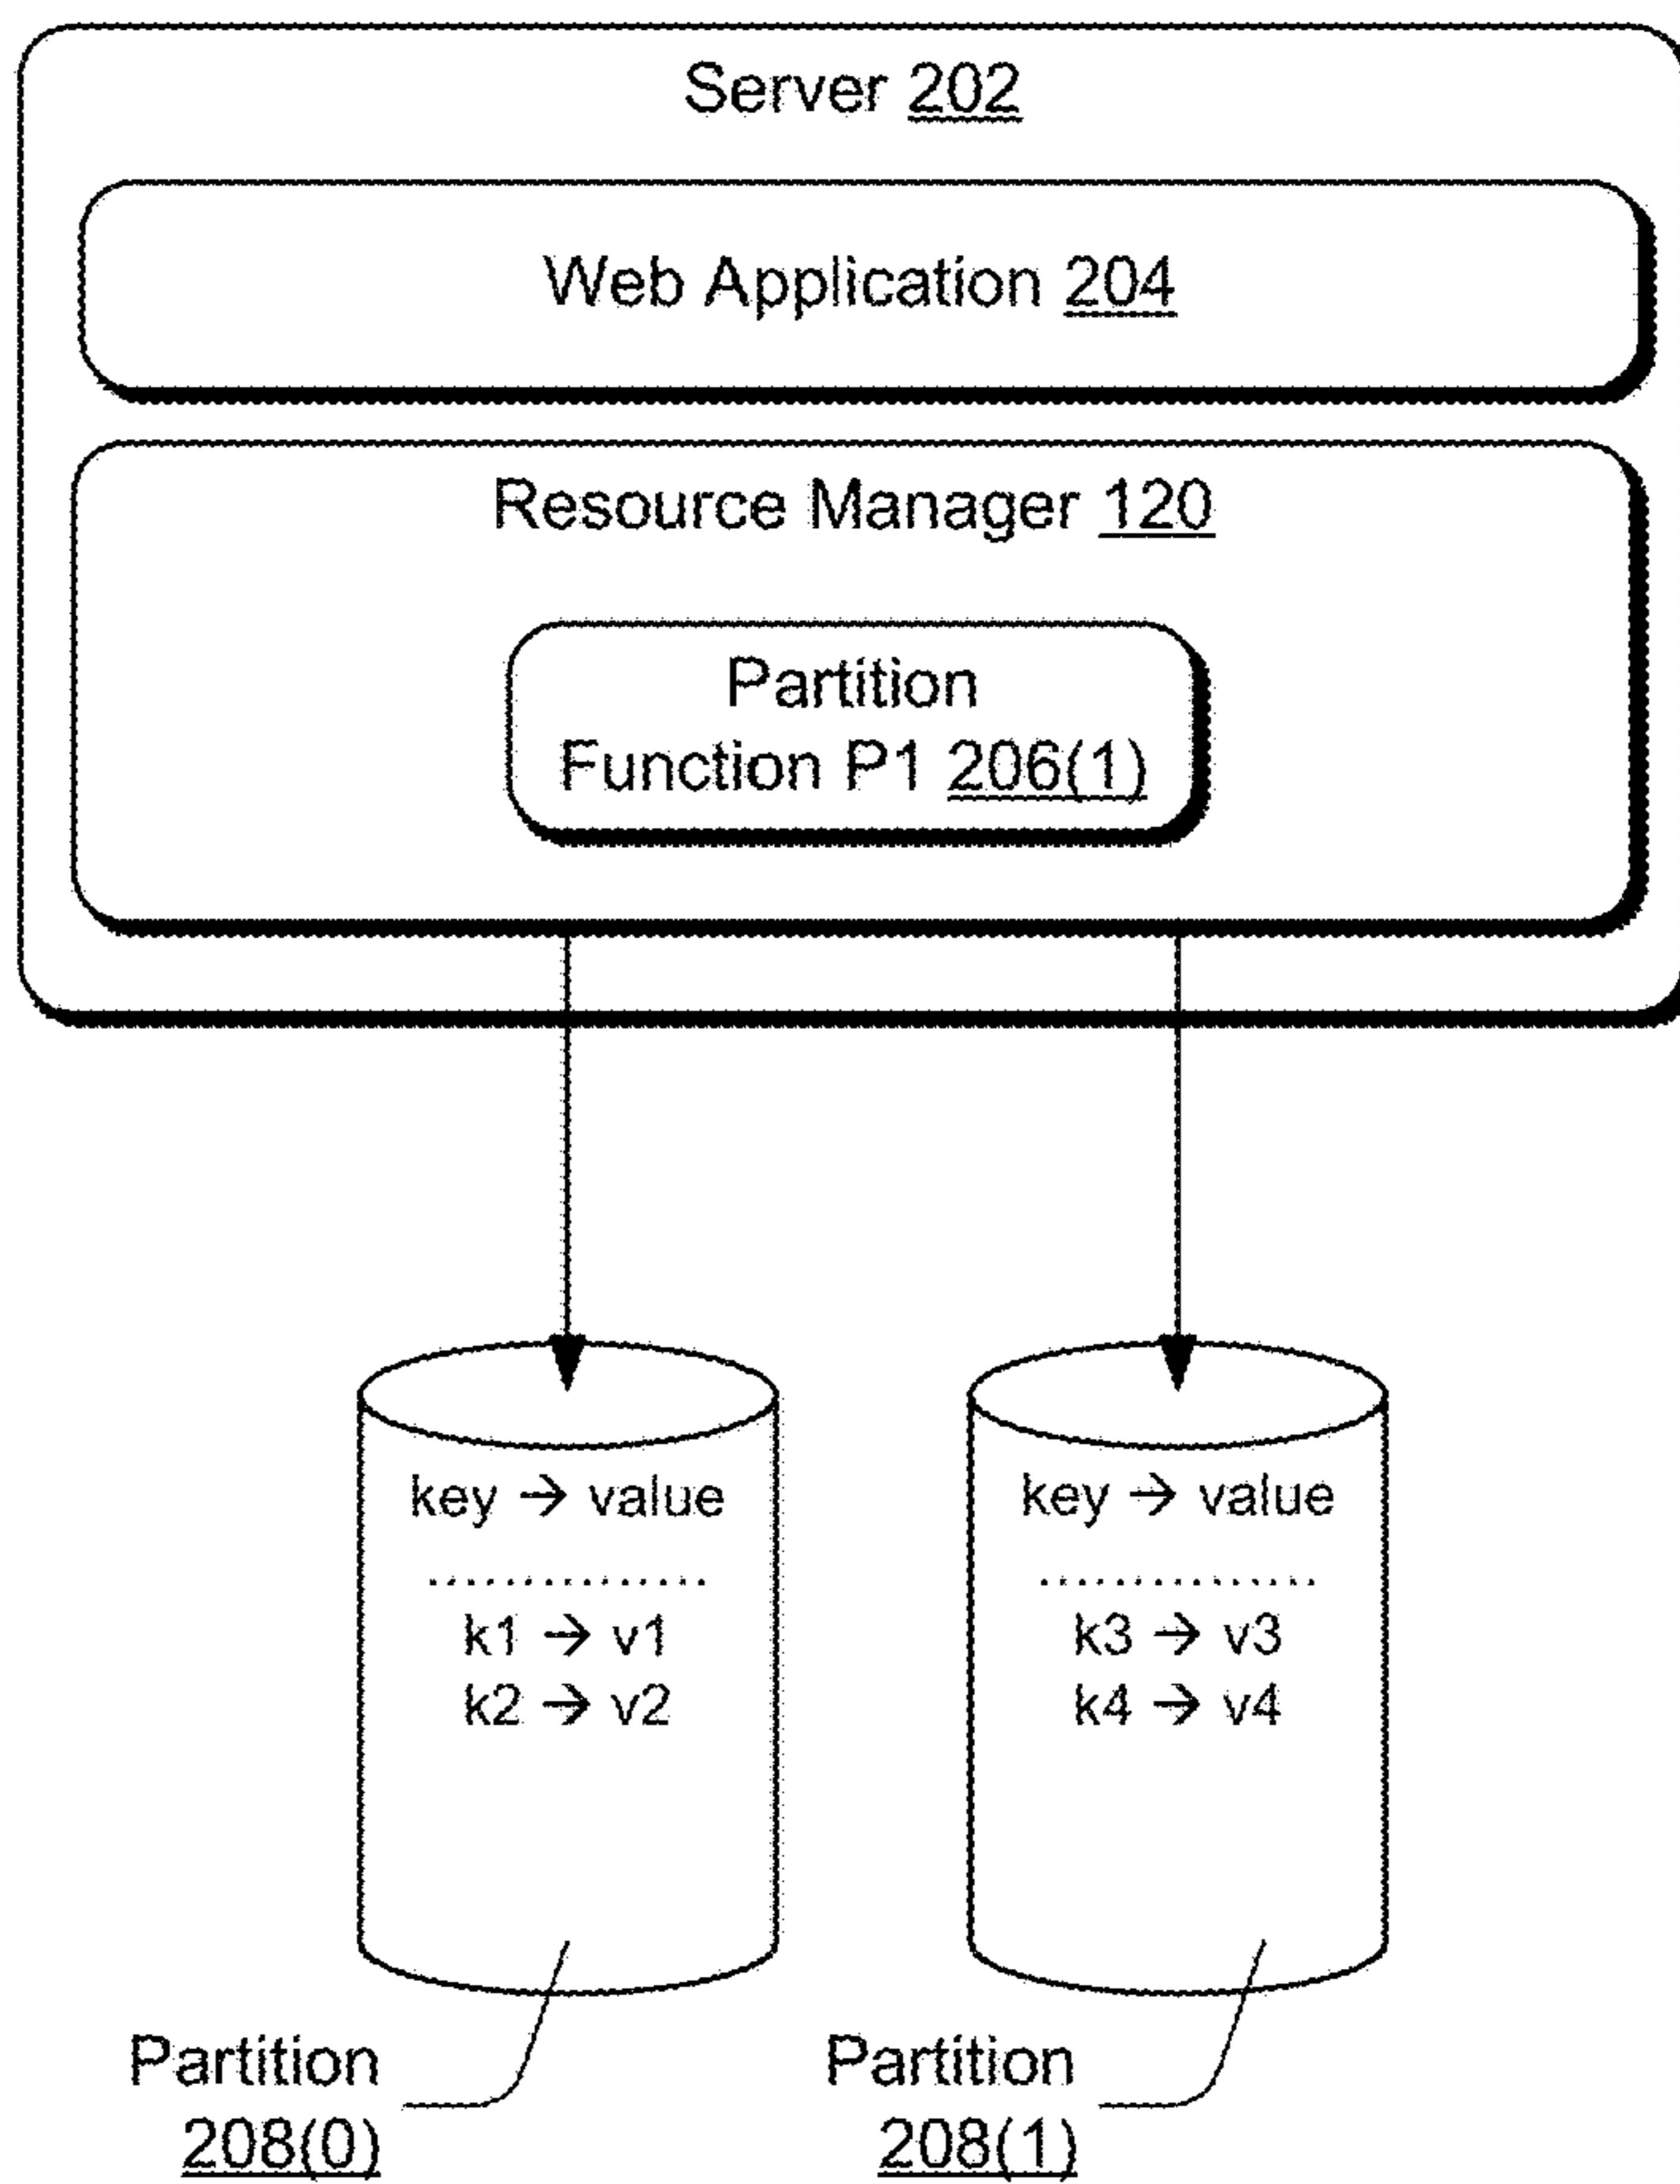 Server 202
Web Application 204
Resource Manager 120
Partition
Function P1 206(1)
key → value
k1 → v1
k2 → v2
key → value
k3 → v3
k4 → v4
Partition
208(0)
Partition
208(1)